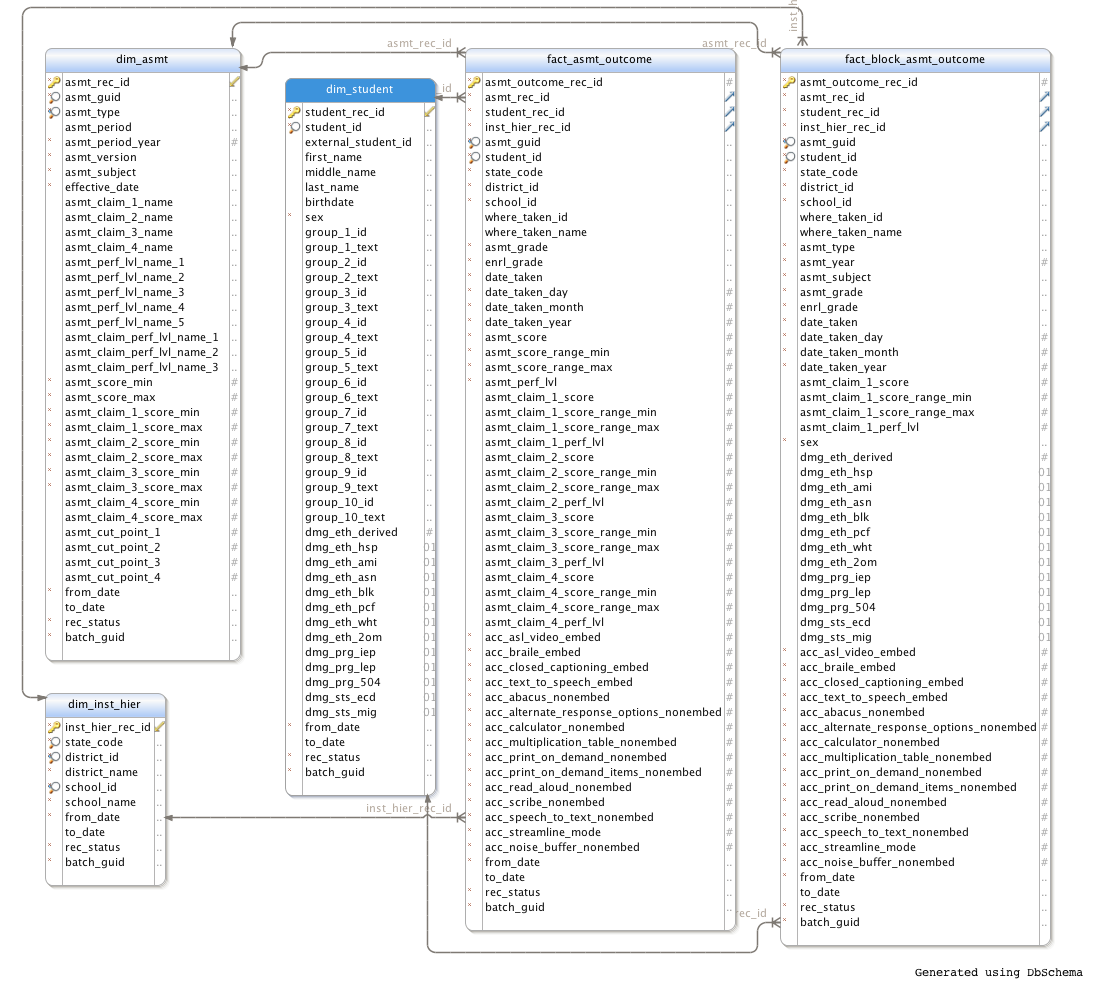 inst_h
asmt_rec_id
asmt_rec_id
dim_asmt
asmt_rec_id
asmt_guid
asmt_type
asmt_period
asmt_period_year
asmt_version
asmt_subject
effective_date
asmt_claim_1_name
asmt_claim_2_name
asmt_claim_3_name
asmt_claim_4_name
asmt_perf_lvl_name_1
asmt_perf_lvl_name_2
asmt_perf_lvl_name_3
asmt_perf_lvl_name_4
asmt_perf_lvl_name_5
asmt_claim_perf_lvl_name_1
asmt_claim_perf_lvl_name_2
asmt_claim_perf_lvl_name_3
asmt_score_min
asmt_score_max
asmt_claim_1_score_min
asmt_claim_1_score_max
asmt_claim_2_score_min
asmt_claim_2_score_max
asmt_claim_3_score_min
asmt_claim_3_score_max
asmt_claim_4_score_min
asmt_claim_4_score_max
asmt_cut_point_1
asmt_cut_point_2
asmt_cut_point_3
asmt_cut_point_4
from_date
to_date
rec_status
batch_guid
dim_inst_hier
inst_hier_rec_id
state_code
district_id
district_name
school_id
school_name
from_date
to_date
rec_status
batch_guid
dim_student
_id
student_rec_id
student_id
external_student_id
first_name
middle_name
last_name
birthdate
sex
group_1_id
group_1_text
group_2_id
group_2_text
group_3_id
group_3_text
group_4_id
group_4_text
group_5_id
group_5_text
group_6_id
group_6_text
group_7_id
group_7_text
group_8_id
group_8_text
group_9_id
group_9_text
group_10_id
group_10_text
dmg_eth_derived
dmg_eth_hsp
dmg_eth_ami
dmg_eth_asn
dmg_eth_blk
dmg_eth_pcf
dmg_eth_wht
dmg_eth_2om
dmg_prg_iep
dmg_prg_lep
dmg_prg_504
dmg_sts_ecd
dmg_sts_mig
from_date
to_date
rec_status
batch_guid
inst_hier_rec_id
fact_asmt_outcome
asmt_outcome_rec_id
asmt_rec_id
student_rec_id
inst_hier_rec_id
asmt_guid
student_id
state_code
district_id
school_id
where_taken_id
where_taken_name
asmt_grade
enrl_grade
date_taken
date_taken_day
date_taken_month
date_taken_year
asmt_score
asmt_score_range_min
asmt_score_range_max
asmt_perf_lvl
asmt_claim_1_score
asmt_claim_1_score_range_min
asmt_claim_1_score_range_max
asmt_claim_1_perf_lvl
asmt_claim_2_score
asmt_claim_2_score_range_min
asmt_claim_2_score_range_max
asmt_claim_2_perf_lvl
asmt_claim_3_score
asmt_claim_3_score_range_min
asmt_claim_3_score_range_max
asmt_claim_3_perf_lvl
asmt_claim_4_score
asmt_claim_4_score_range_min
asmt_claim_4_score_range_max
asmt_claim_4_perf_lvl
acc_asl_video_embed
acc_braile_embed
acc_closed_captioning_embed
acc_text_to_speech_embed
acc_abacus_nonembed
acc_alternate_response_options_nonembed
acc_calculator_nonembed
acc_multiplication_table_nonembed
acc_print_on_demand_nonembed
acc_print_on_demand_items_nonembed
acc_read_aloud_nonembed
acc_scribe_nonembed
acc_speech_to_text_nonembed
acc_streamline_mode
acc_noise_buffer_nonembed
from_date
to_date
rec_status
batch_guid
rec_id
fact_block_asmt_outcome
asmt_outcome_rec_id
asmt_rec_id
student_rec_id
inst_hier_rec_id
asmt_guid
student_id
state_code
district_id
school_id
where_taken_id
where_taken_name
asmt_type
asmt_year
asmt_subject
asmt_grade
enrl_grade
date_taken
date_taken_day
date_taken_month
date_taken_year
asmt_claim_1_score
asmt_claim_1_score_range_min
asmt_claim_1_score_range_max
asmt_claim_1_perf_lvl
sex
dmg_eth_derived
dmg_eth_hsp
dmg_eth_ami
dmg_eth_asn
dmg_eth_blk
dmg_eth_pcf
dmg_eth_wht
dmg_eth_2om
dmg_prg_iep
dmg_prg_lep
dmg_prg_504
dmg_sts_ecd
dmg_sts_mig
acc_asl_video_embed
acc_braile_embed
acc_closed_captioning_embed
acc_text_to_speech_embed
acc_abacus_nonembed
acc_alternate_response_options_nonembed
acc_calculator_nonembed
acc_multiplication_table_nonembed
acc_print_on_demand_nonembed
acc_print_on_demand_items_nonembed
acc_read_aloud_nonembed
acc_scribe_nonembed
acc_speech_to_text_nonembed
acc_streamline_mode
acc_noise_buffer_nonembed
from_date
to_date
rec_status
batch_guid
Generated using DbSchema